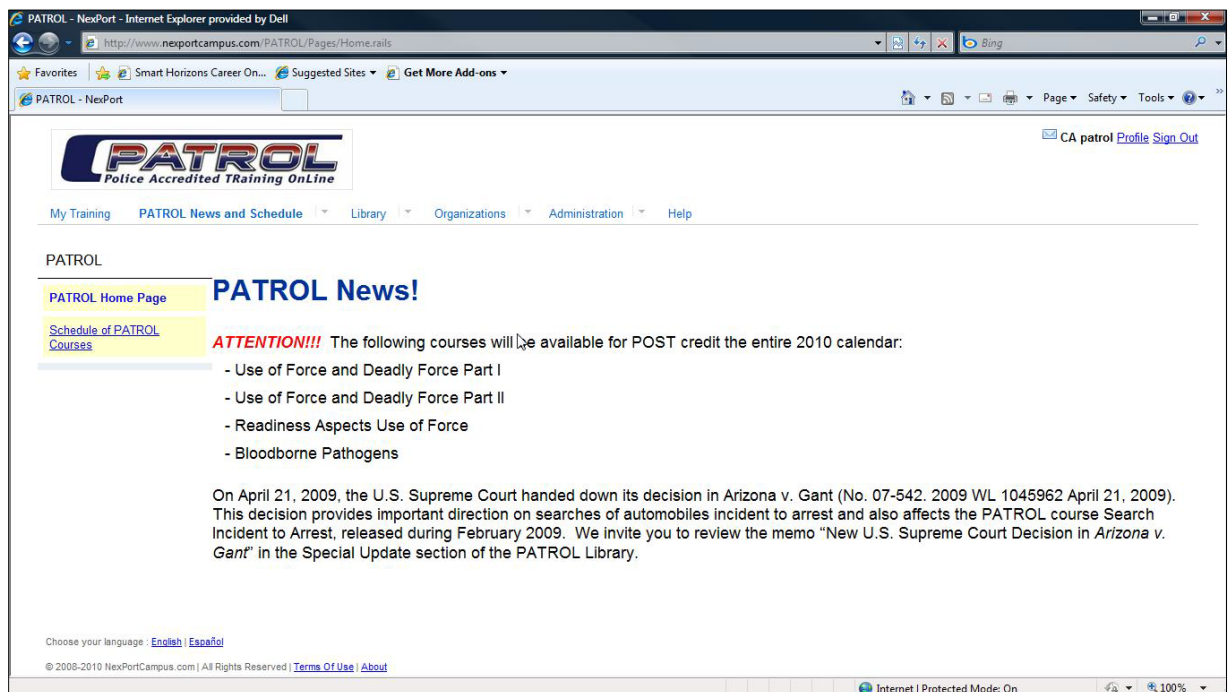 PATROL - NexPort - Internet Explorer provided by Dell
http://www.nexportcampus.com/PATROL/Pages/Home.rails
Bing
Favorites Smart Horizons Career On... Suggested Sites Get More Add-ons
PATROL - NexPort
Page Safety Tools
PATROL
Police Accredited TRaining OnLine
CA patrol Profile Sign Out
My Training PATROL News and Schedule Library Organizations Administration Help
PATROL
PATROL Home Page
Schedule of PATROL
Courses
PATROL News!
ATTENTION!!! The following courses will be available for POST credit the entire 2010 calendar:
- Use of Force and Deadly Force Part I
- Use of Force and Deadly Force Part II
- Readiness Aspects Use of Force
- Bloodborne Pathogens
On April 21, 2009, the U.S. Supreme Court handed down its decision in Arizona v. Gant (No. 07-542. 2009 WL 1045962 April 21, 2009).
This decision provides important direction on searches of automobiles incident to arrest and also affects the PATROL course Search
Incident to Arrest, released during February 2009. We invite you to review the memo “New U.S. Supreme Court Decision in Arizona v.
Gant” in the Special Update section of the PATROL Library.
Choose your language : English | Español
© 2008-2010 NexPortCampus.com | All Rights Reserved | Terms Of Use | About
Internet | Protected Mode: On 100%